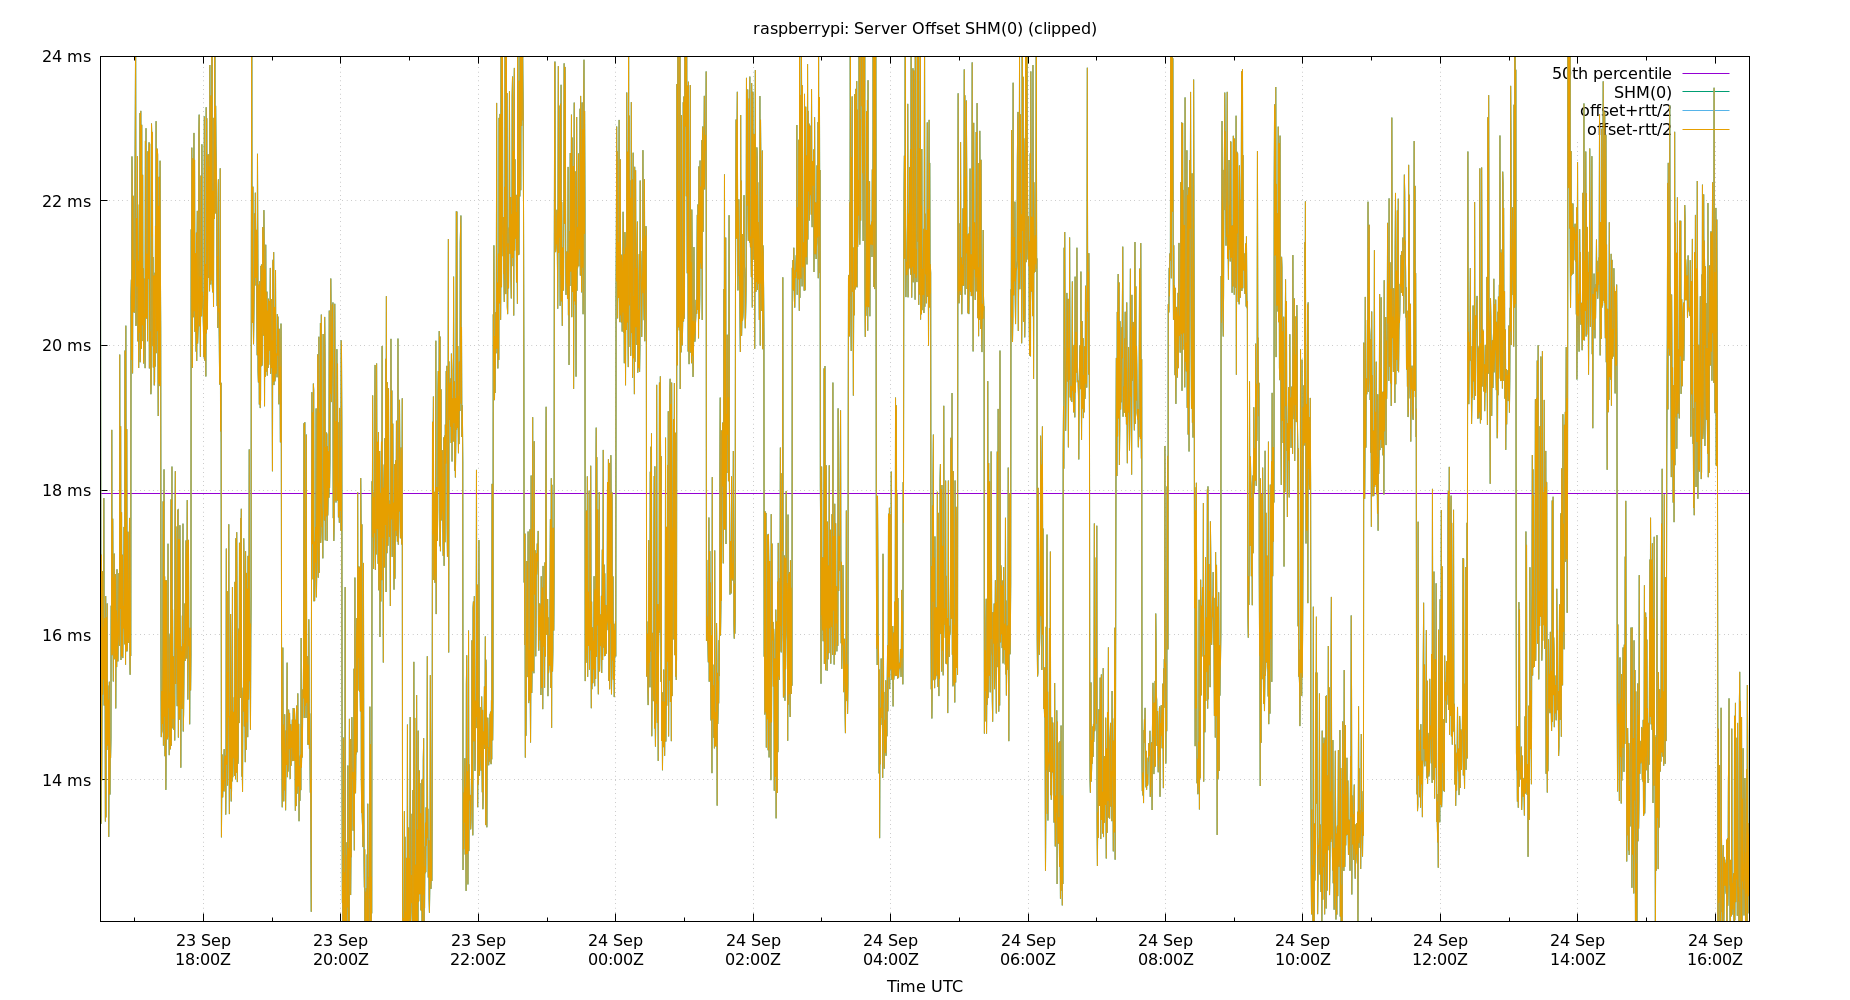 raspberrypi: Server Offset SHM(0) (clipped)
24 ms
22 ms
20 ms
18 ms
16 ms
14 ms
50th percentile
SHM(0)
offset+rtt/2
offset-rtt/2
23 Sep
18:00Z
23 Sep
20:00Z
23 Sep
22:00Z
24 Sep
00:00Z
24 Sep
02:00Z
24 Sep
04:00Z
24 Sep
06:00Z
24 Sep
08:00Z
24 Sep
10:00Z
24 Sep
12:00Z
24 Sep
14:00Z
24 Sep
16:00Z
Time UTC